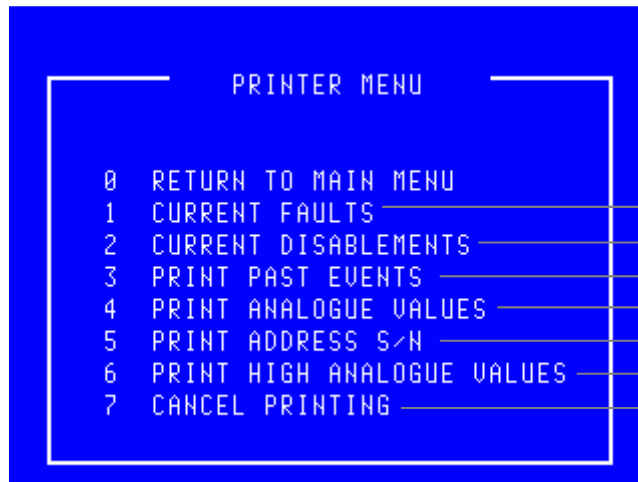 PRINTER MENU
0 RETURN TO MAIN MENU
1 CURRENT FAULTS
2 CURRENT DISABLEMENTS
3 PRINT PAST EVENTS
4 PRINT ANALOGUE VALUES
5 PRINT ADDRESS S/N
6 PRINT HIGH ANALOGUE VALUES
7 CANCEL PRINTING